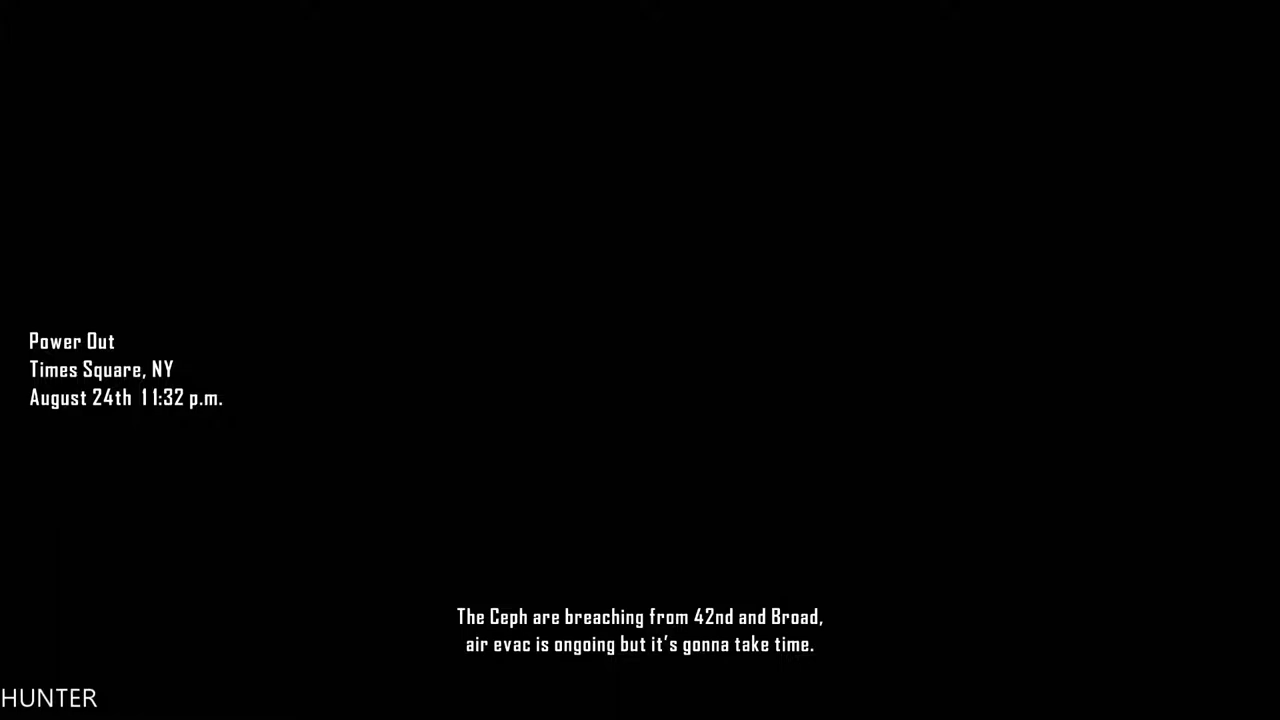 Power Out
Times Square, NY
August 24th 11:32 p.m.
The Ceph are breaching from 42nd and Broad,
air evac is ongoing but it's gonna take time.
HUNTER